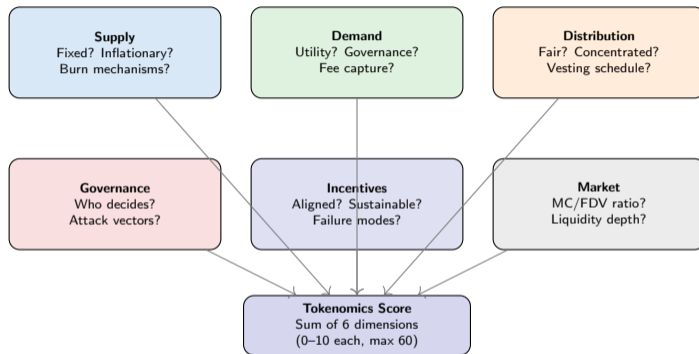 Supply
Fixed? Inflationary?
Burn mechanisms?
Demand
Utility? Governance?
Fee capture?
Distribution
Fair? Concentrated?
Vesting schedule?
Governance
Who decides?
Attack vectors?
Incentives
Aligned? Sustainable?
Failure modes?
Market
MC/FDV ratio?
Liquidity depth?
Tokenomics Score
Sum of 6 dimensions
(0–10 each, max 60)